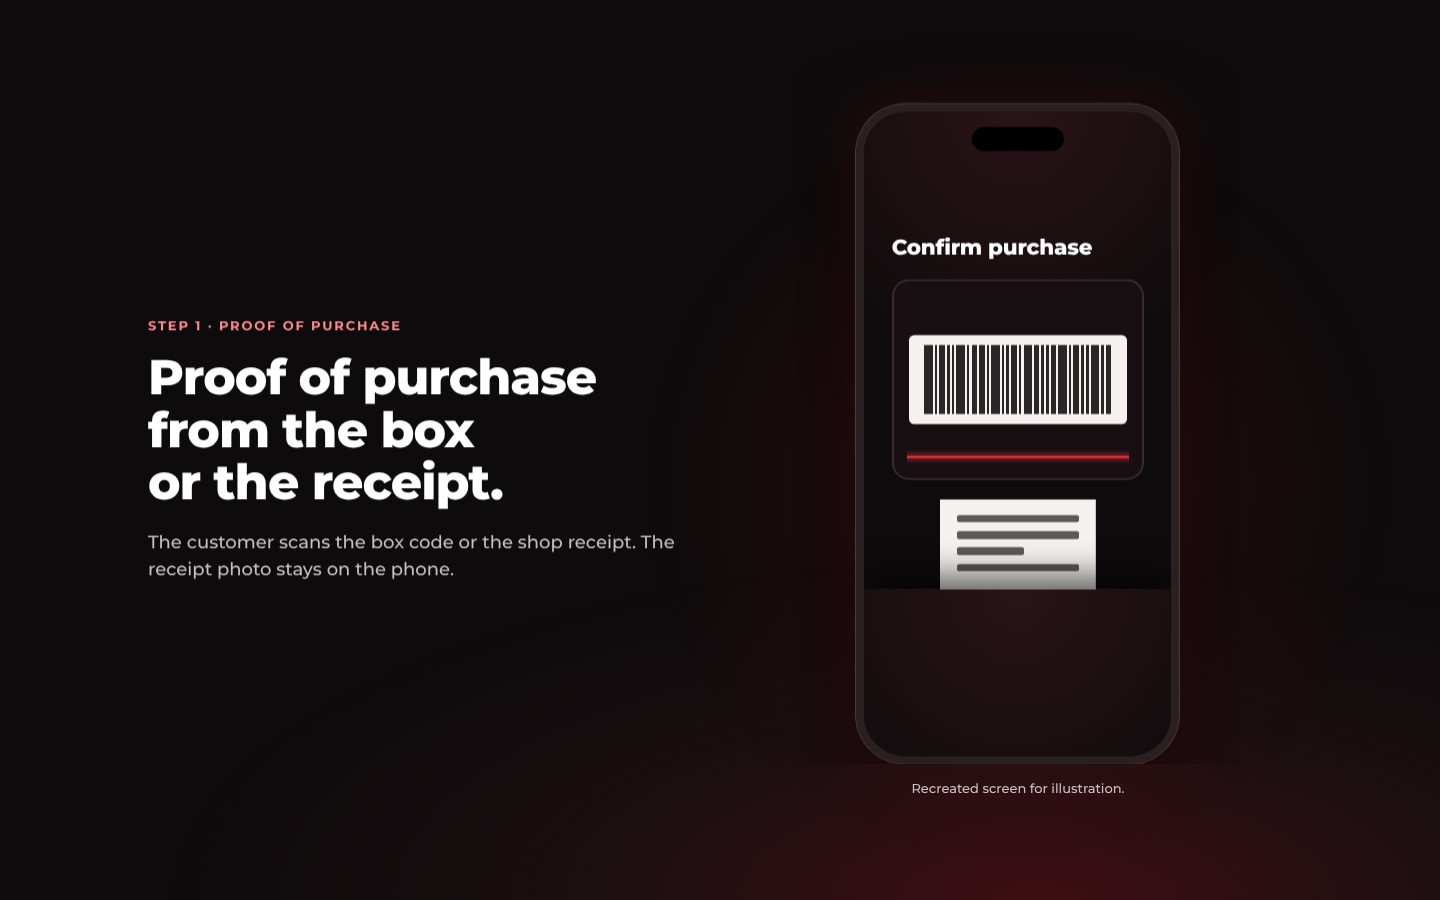 STEP 1 · PROOF OF PURCHASE
Proof of purchase
from the box
or the receipt.
The customer scans the box code or the shop receipt. The
receipt photo stays on the phone.
Confirm purchase
Recreated screen for illustration.